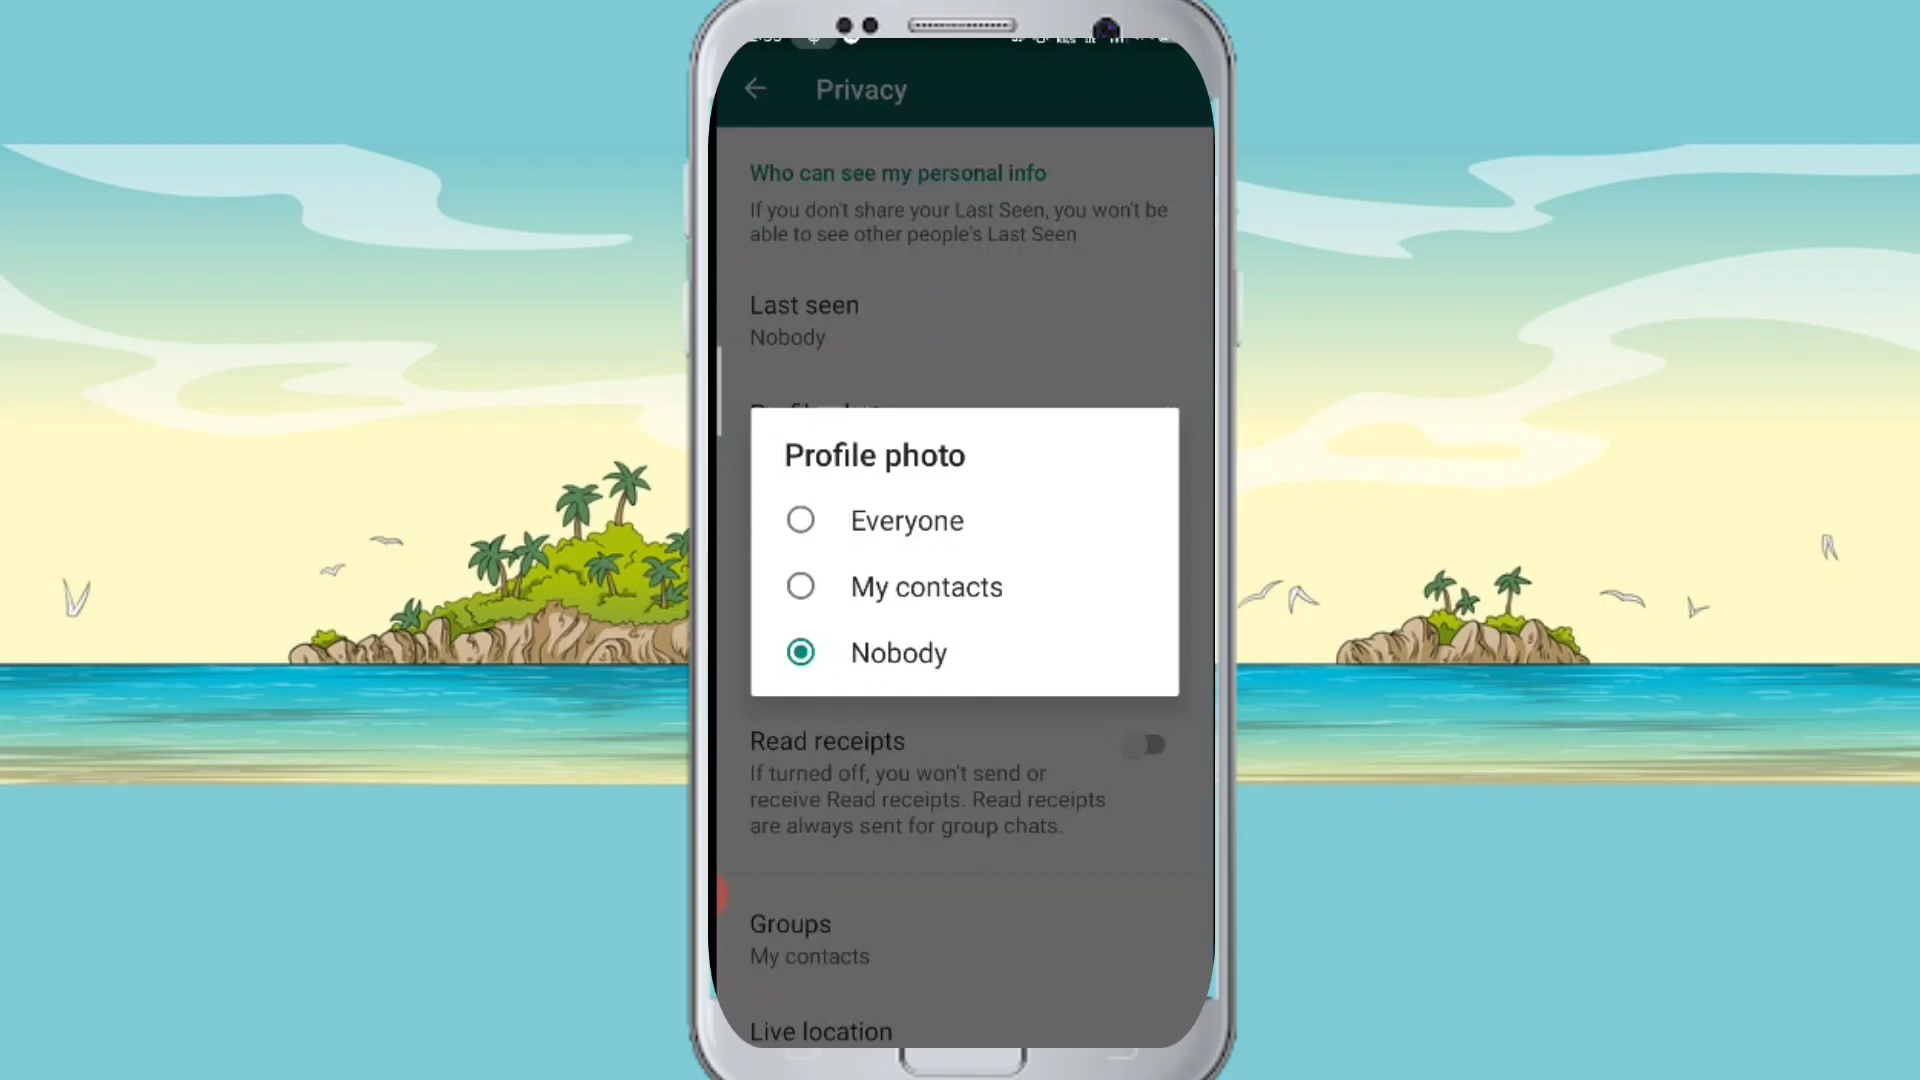 Privacy
Who can see my personal info
If you don't share your Last Seen, you won't be
able to see other people's Last Seen
Last seen
Nobody
Profile photo
Everyone
My contacts
Nobody
Read receipts
If turned off, you won't send or
receive Read receipts. Read receipts
are always sent for group chats.
Groups
My contacts
Live location